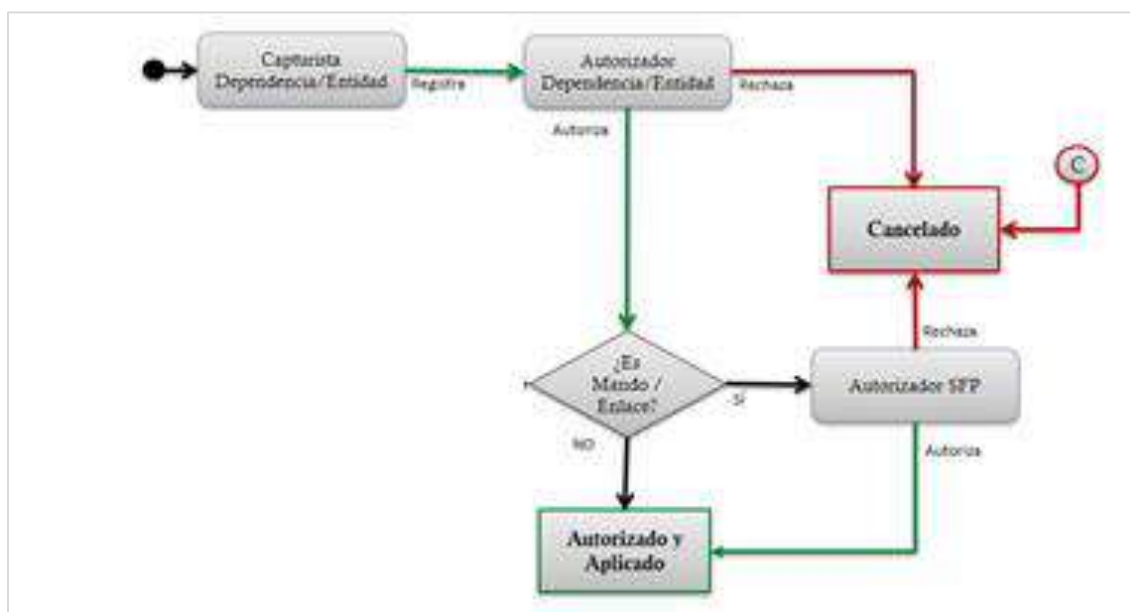 Capturista
Dependencia/Entidad
Registra
Autorizador
Dependencia/Entidad
Rechaza
Autoriza
C
Cancelado
Rechaza
¿Es
Mando /
Enlace?
SÍ
Autorizador SFP
NO
Autoriza
Autorizado y
Aplicado